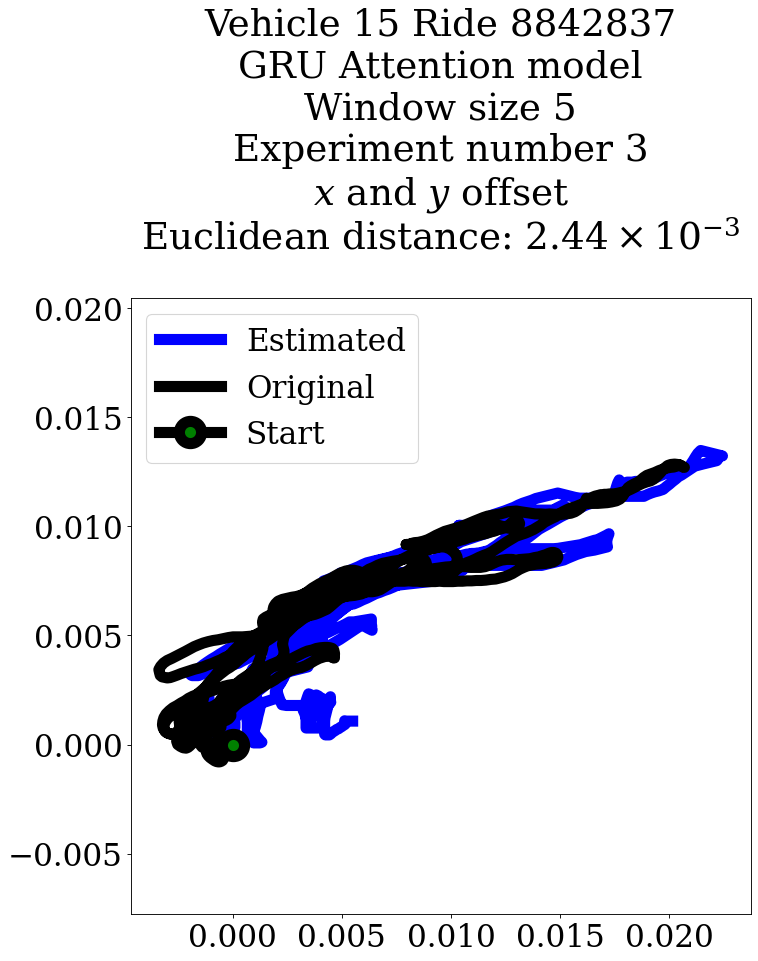 Vehicle 15 Ride 8842837
GRU Attention model
Window size 5
Experiment number 3
x and y offset
Euclidean distance: 2.44 × 10⁻³
0.020
0.015
0.010
0.005
0.000
−0.005
Estimated
Original
Start
0.000 0.005 0.010 0.015 0.020